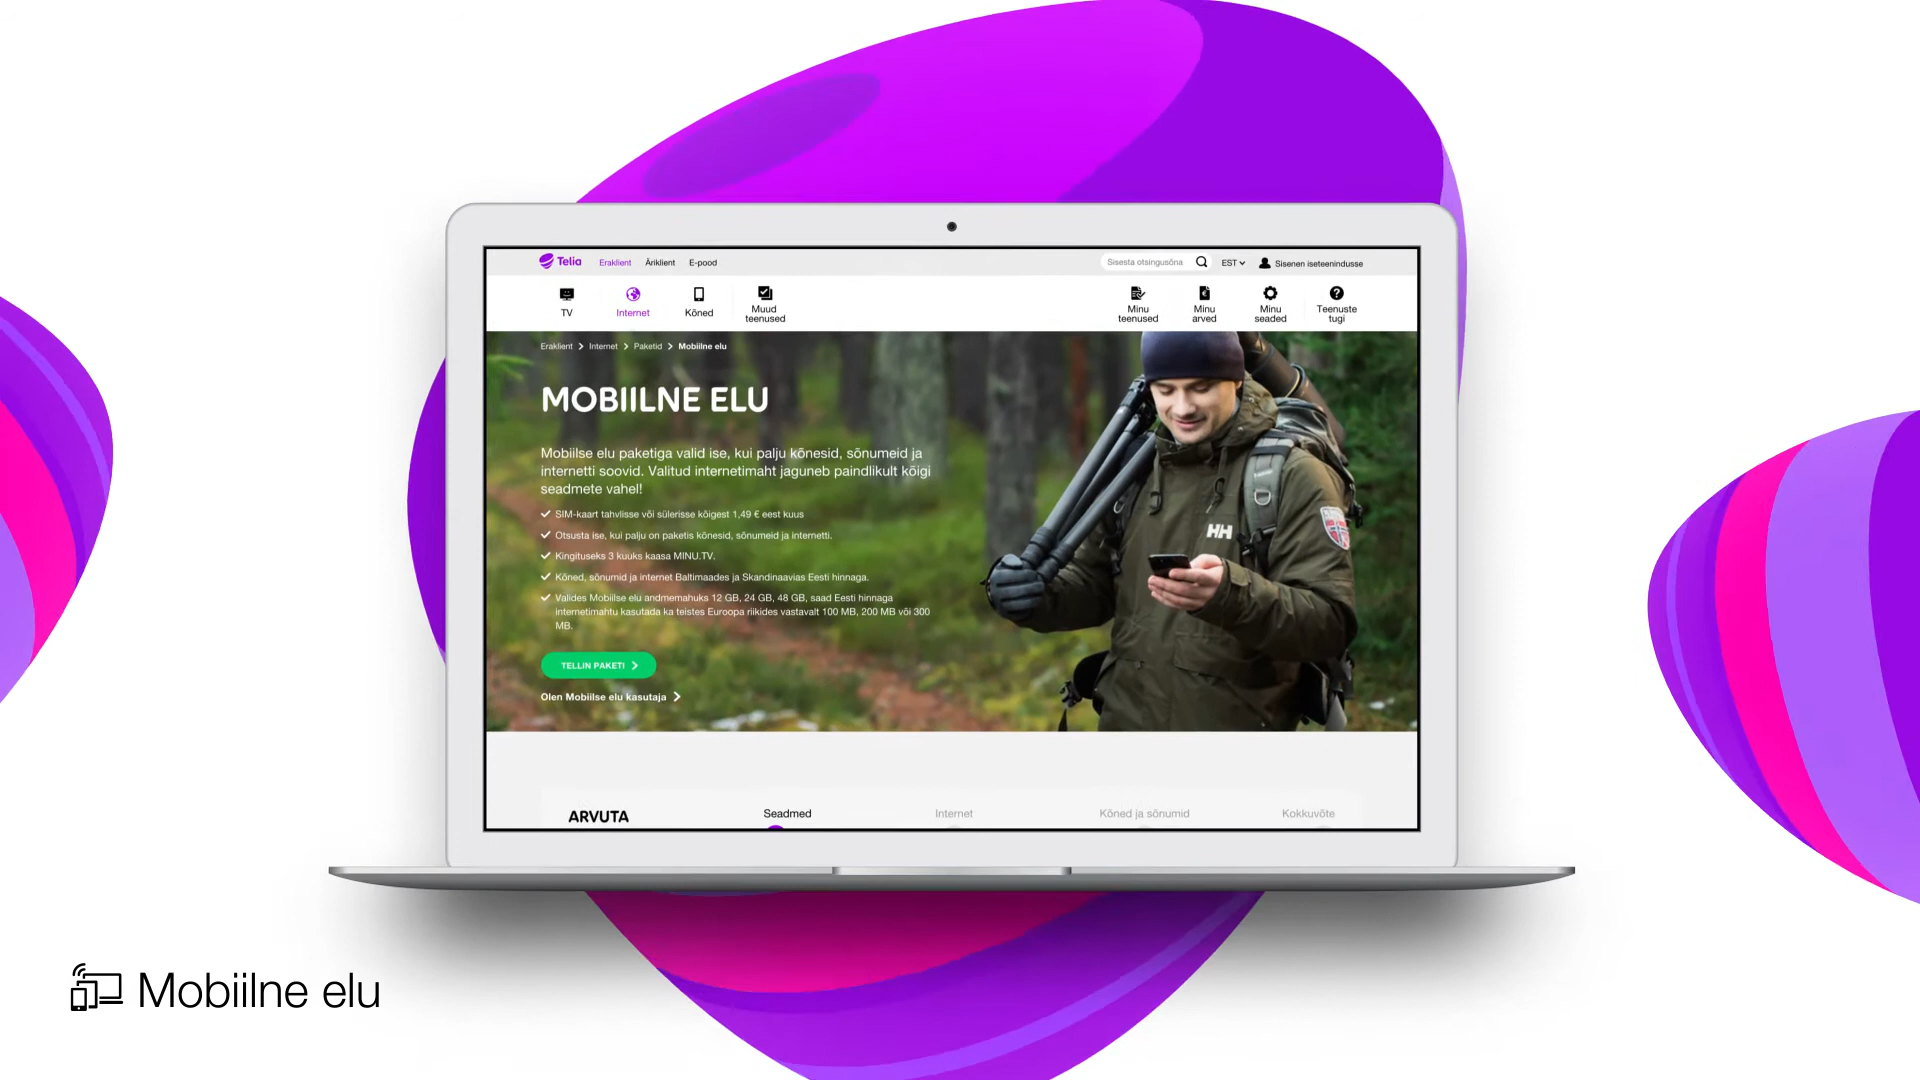 Telia Eraklient Äriklient E-pood Sisesta otsingusõna EST Sisenen iseteenindusse
TV Internet Kõned Muud teenused Minu teenused Minu arved Minu seaded Teenuste tugi
Eraklient Internet Paketid Mobiilne elu
MOBIILNE ELU
Mobiilse elu paketiga valid ise, kui palju kõnesid, sõnumeid ja
internetti soovid. Valitud internetimaht jaguneb paindlikult kõigi
seadmete vahel!
SIM-kaart tahvlisse või sülerisse kõigest 1,49 € eest kuus
Otsusta ise, kui palju on paketis kõnesid, sõnumeid ja internetti.
Kingituseks 3 kuuks kaasa MINU.TV.
Kõned, sõnumid ja internet Baltimaades ja Skandinaavias Eesti hinnaga.
Valides Mobiilse elu andmemahuks 12 GB, 24 GB, 48 GB, saad Eesti hinnaga
internetimahtu kasutada ka teistes Euroopa riikides vastavalt 100 MB, 200 MB või 300
MB.
HH
TELLIN PAKETI
Olen Mobiilse elu kasutaja
ARVUTA Seadmed Internet Kõned ja sõnumid Kokkuvõte
Mobiilne elu